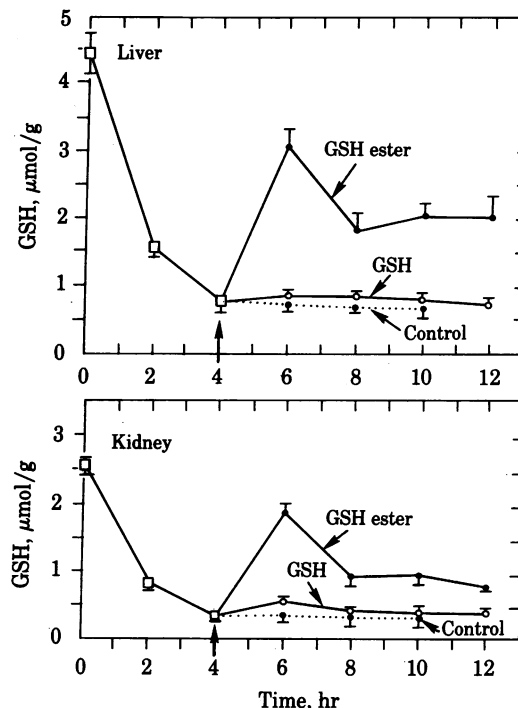 5
Liver
4
GSH ester
3
GSH, μmol/g
2
GSH
1
Control
0
0 2 4 6 8 10 12
3
Kidney
GSH ester
2
GSH, μmol/g
GSH
1
Control
0
0 2 4 6 8 10 12
Time, hr